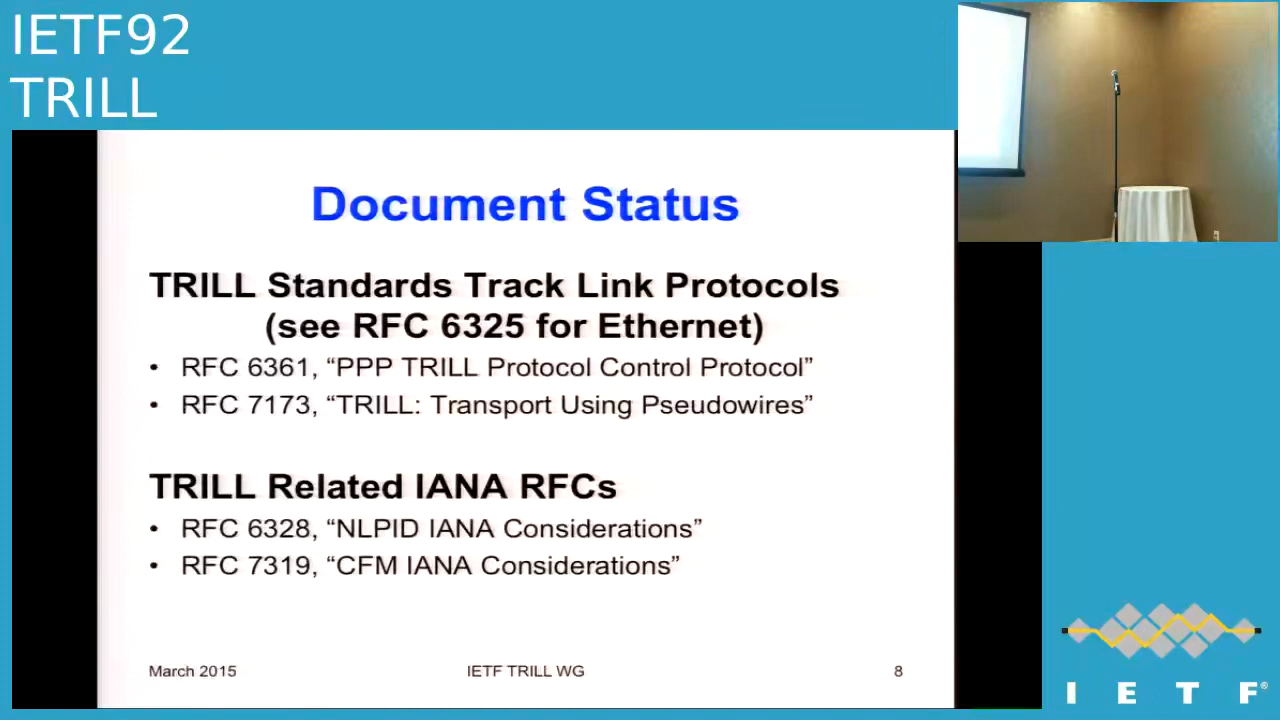 IETF92
TRILL
Document Status
TRILL Standards Track Link Protocols
(see RFC 6325 for Ethernet)
• RFC 6361, “PPP TRILL Protocol Control Protocol”
• RFC 7173, “TRILL: Transport Using Pseudowires”
TRILL Related IANA RFCs
• RFC 6328, “NLPID IANA Considerations”
• RFC 7319, “CFM IANA Considerations”
March 2015 IETF TRILL WG 8
I E T F®